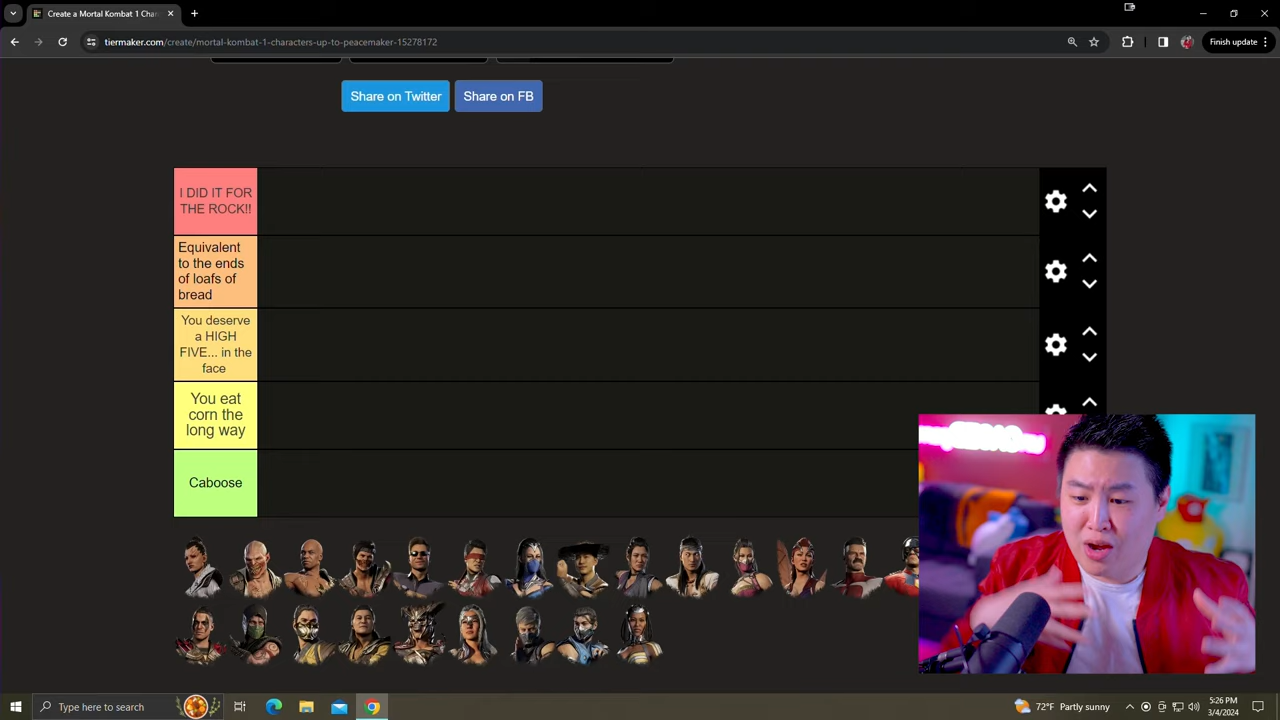 Create a Mortal Kombat 1 Char
tiermaker.com/create/mortal-kombat-1-characters-up-to-peacemaker-15278172
Finish update
Share on Twitter
Share on FB
I DID IT FOR
THE ROCK!!
Equivalent
to the ends
of loafs of
bread
You deserve
a HIGH
FIVE... in the
face
You eat
corn the
long way
Caboose
Type here to search
72°F Partly sunny
5:26 PM
3/4/2024